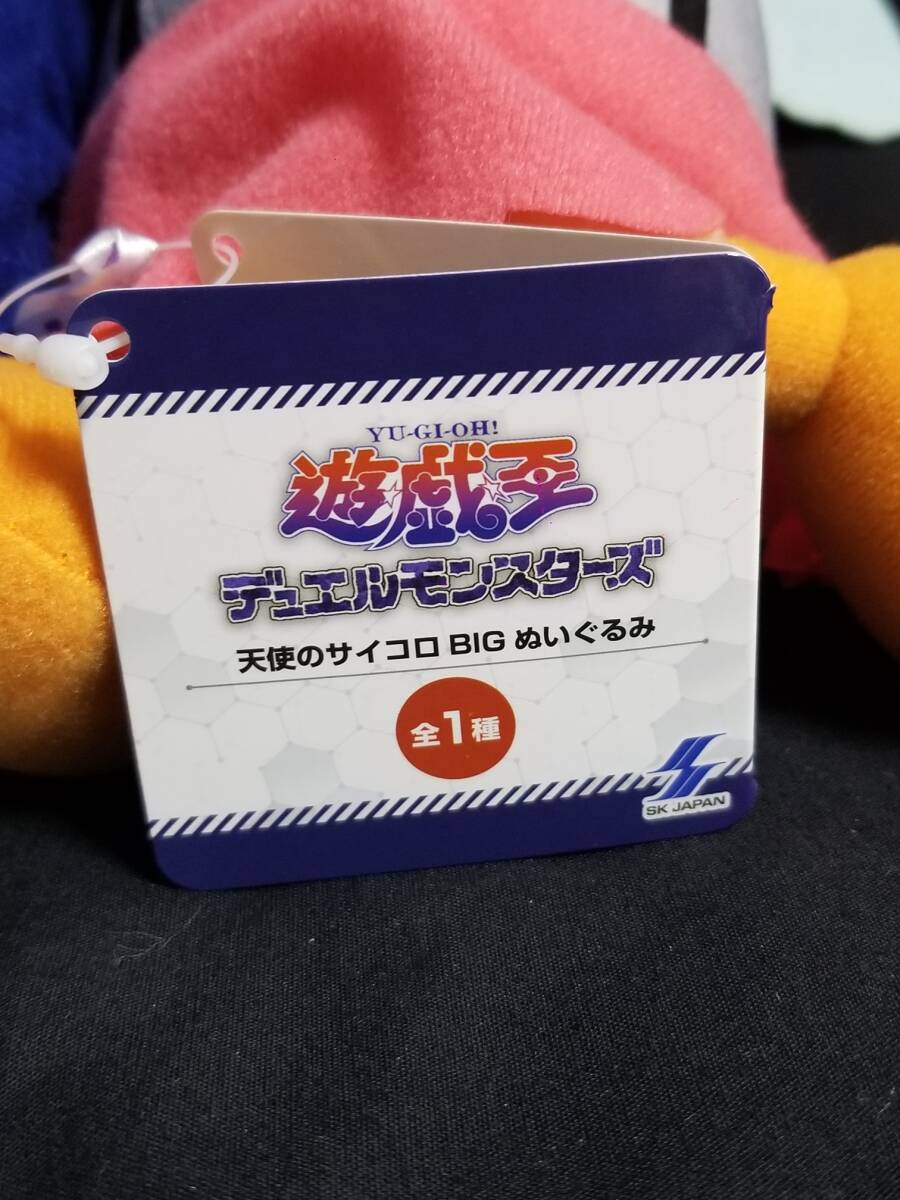 YU-GI-OH!
遊☆戯☆王
デュエルモンスターズ
天使のサイコロ BIG ぬいぐるみ
全1種
SK JAPAN